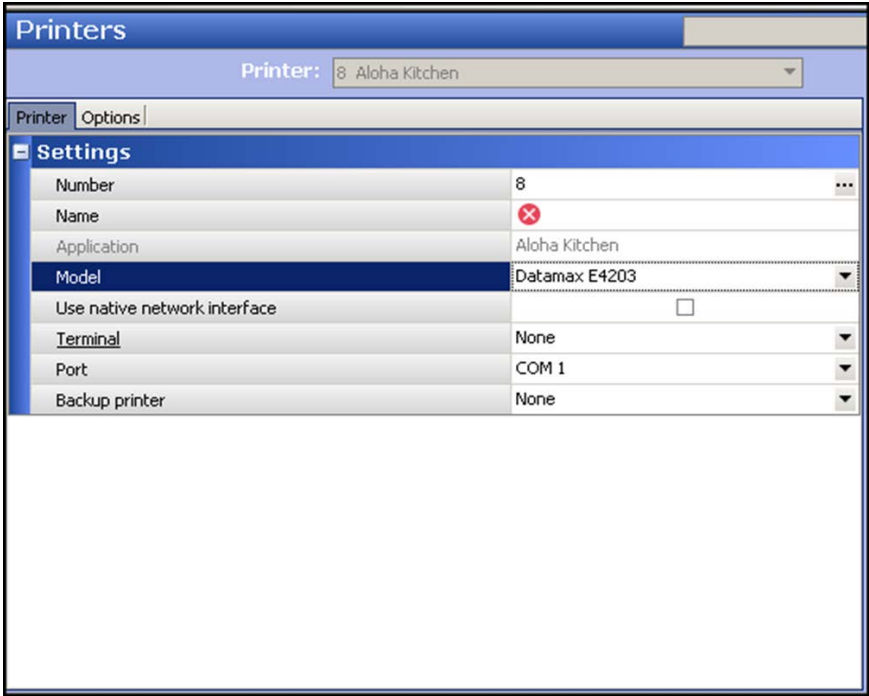 Printers
Printer: 8 Aloha Kitchen
Printer Options
Settings
Number 8 ...
Name
Application Aloha Kitchen
Model Datamax E4203
Use native network interface
Terminal None
Port COM 1
Backup printer None